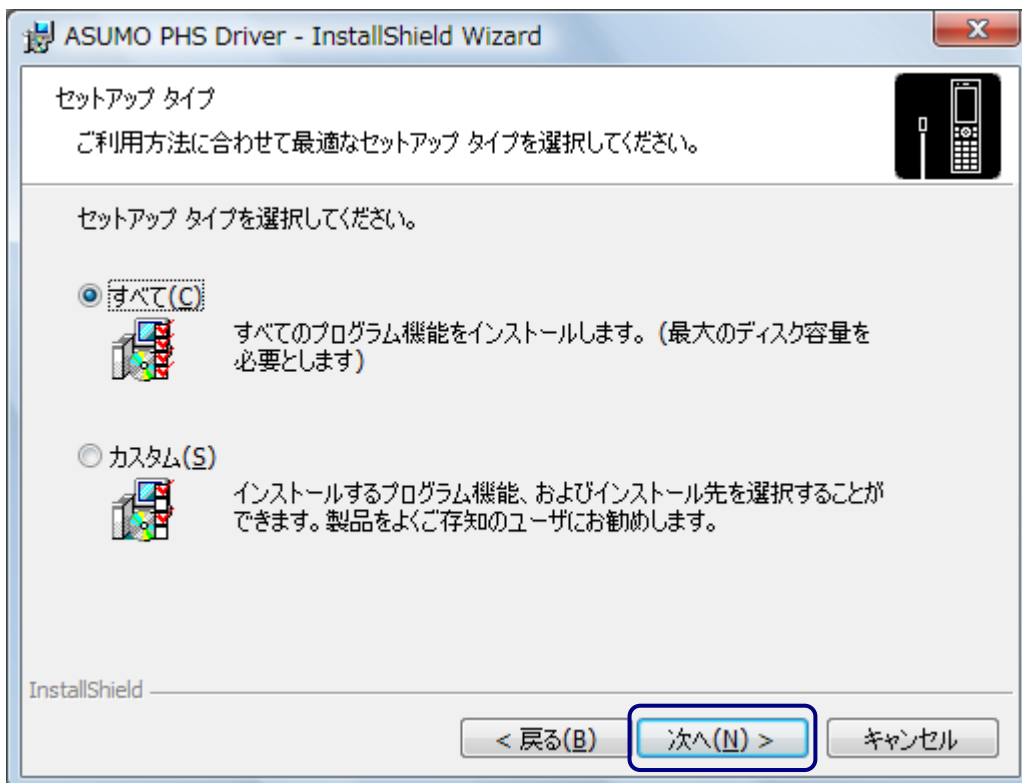 ASUMO PHS Driver - InstallShield Wizard
セットアップ タイプ
ご利用方法に合わせて最適なセットアップ タイプを選択してください。
セットアップ タイプを選択してください。
すべて(C)
すべてのプログラム機能をインストールします。(最大のディスク容量を
必要とします)
カスタム(S)
インストールするプログラム機能、およびインストール先を選択することが
できます。製品をよくご存知のユーザにお勧めします。
InstallShield
< 戻る(B) 次へ(N) > キャンセル